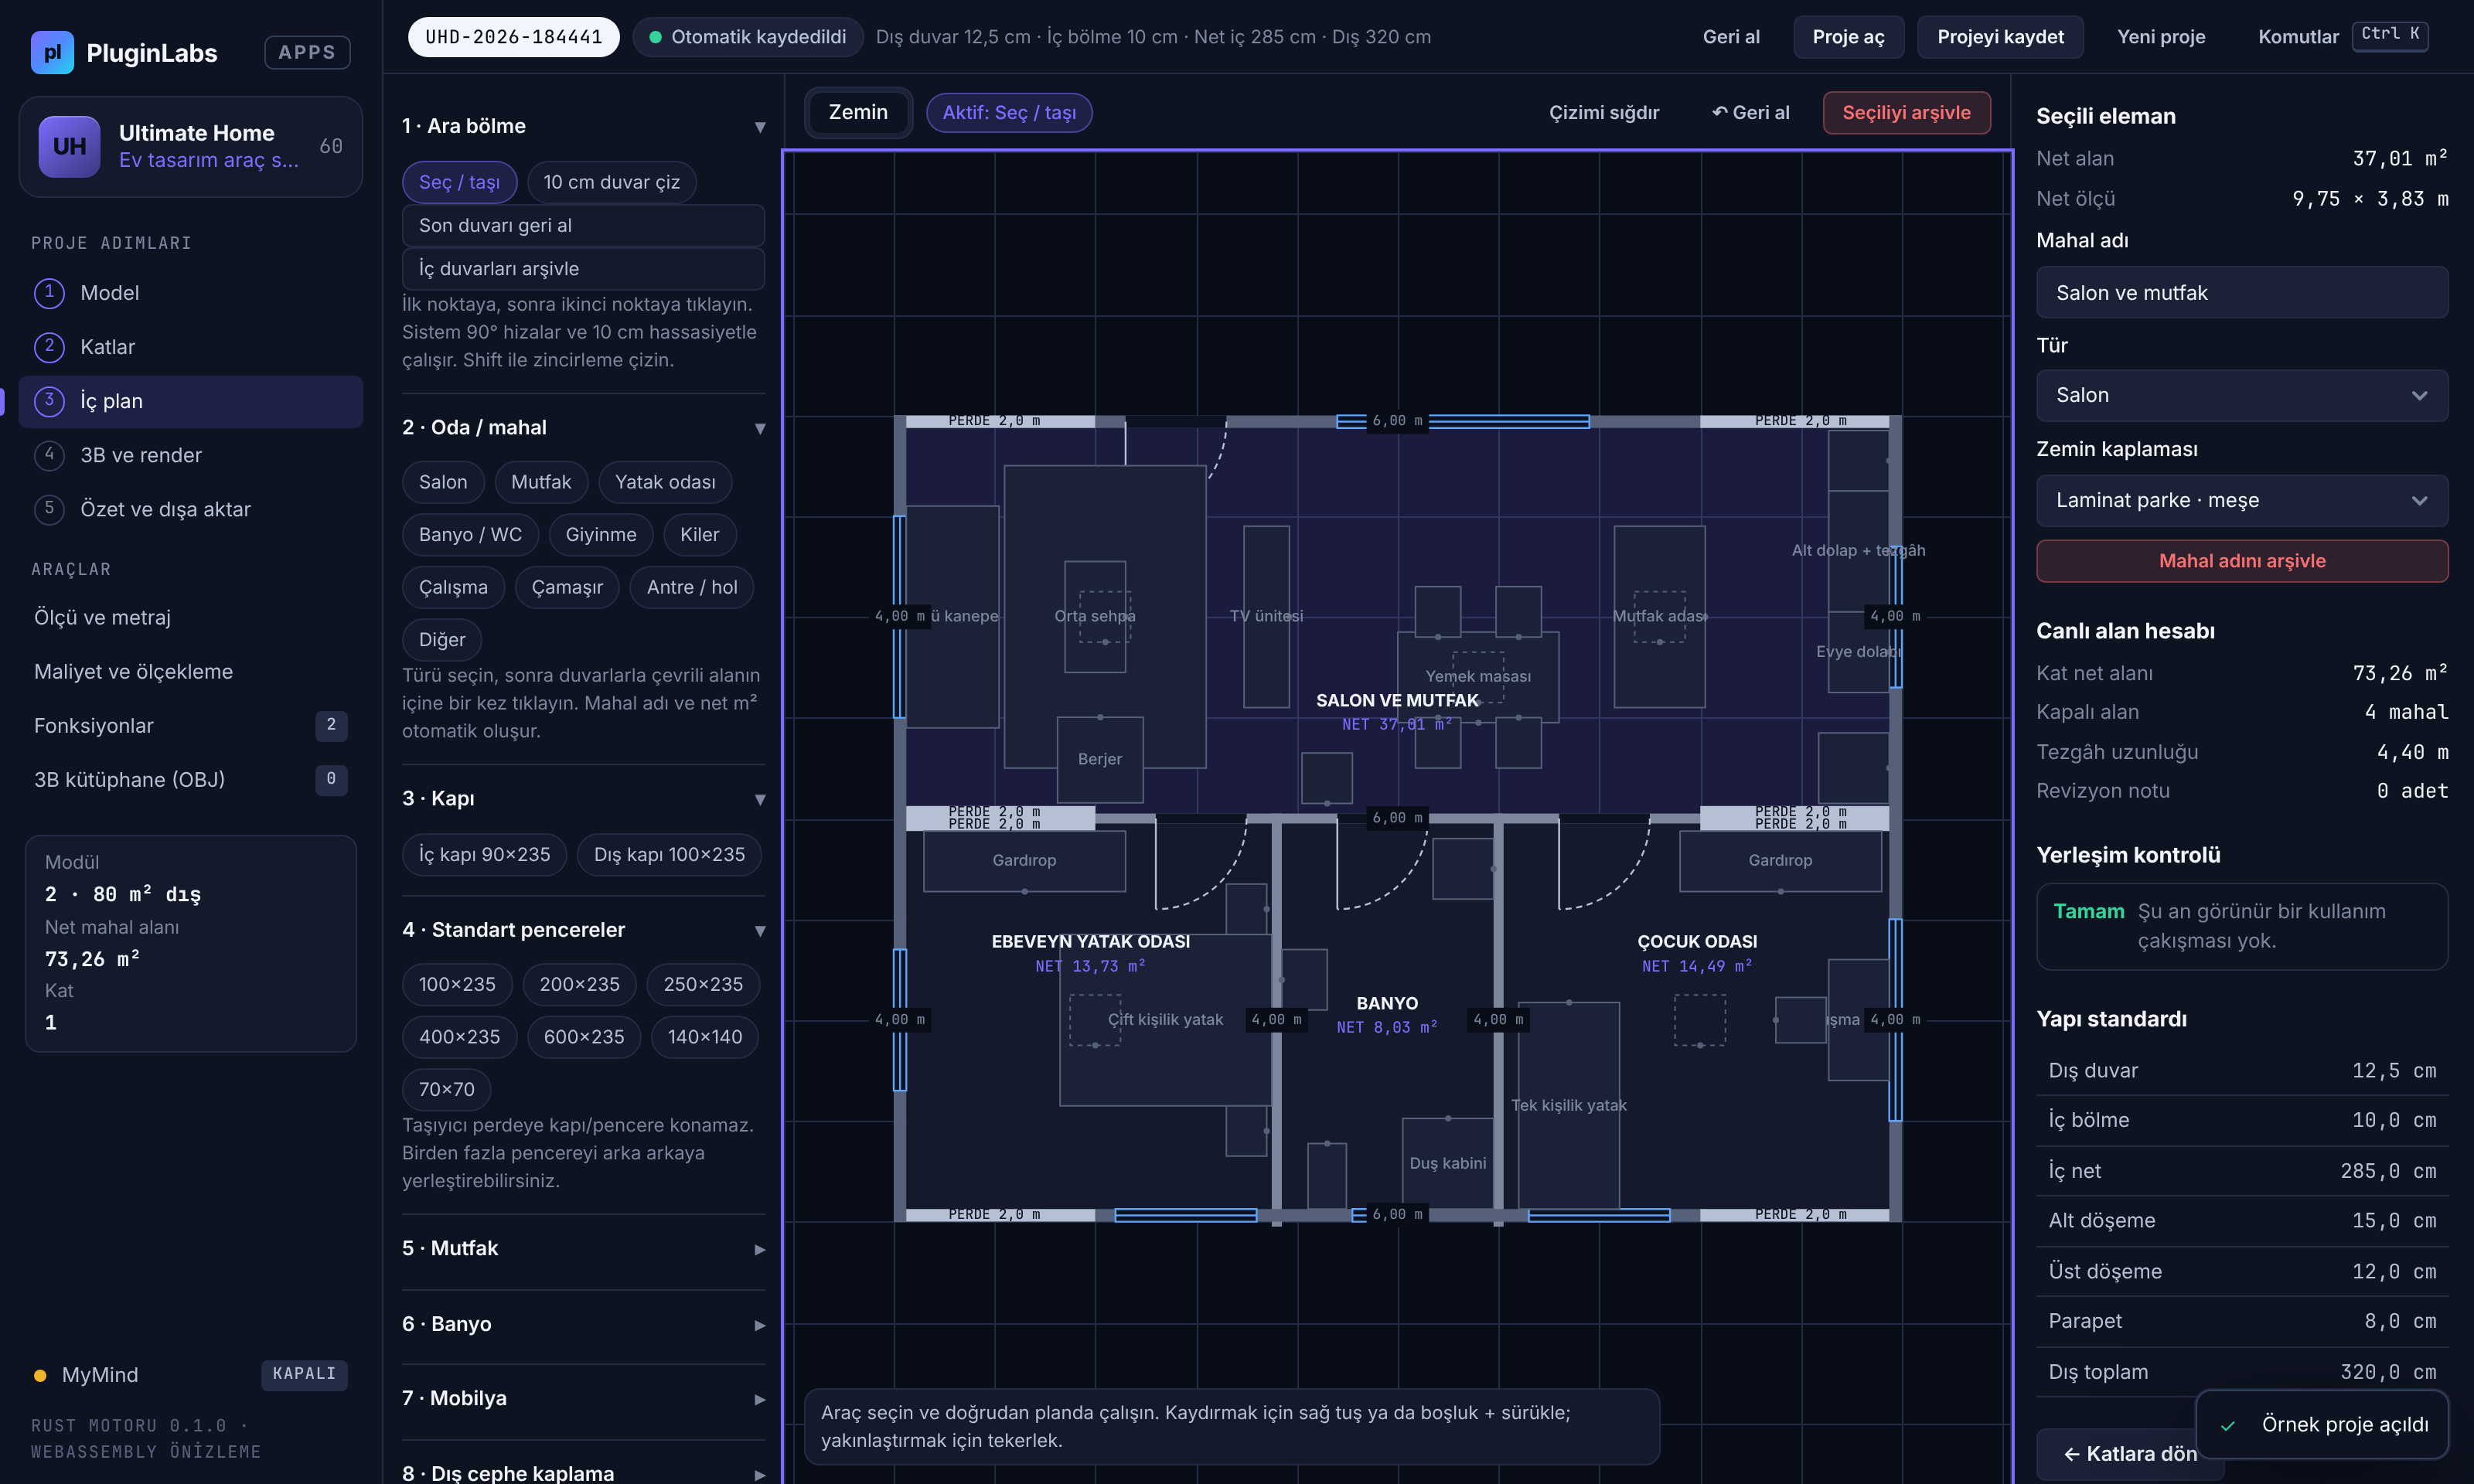 pl PluginLabs APPS
UH Ultimate Home 60
Ev tasarım araç s...
PROJE ADIMLARI
1 Model
2 Katlar
3 İç plan
4 3B ve render
5 Özet ve dışa aktar
ARAÇLAR
Ölçü ve metraj
Maliyet ve ölçekleme
Fonksiyonlar 2
3B kütüphane (OBJ) 0
Modül
2 · 80 m² dış
Net mahal alanı
73,26 m²
Kat
1
MyMind KAPALI
RUST MOTORU 0.1.0 ·
WEBASSEMBLY ÖNİZLEME
UHD-2026-184441 Otomatik kaydedildi Dış duvar 12,5 cm · İç bölme 10 cm · Net iç 285 cm · Dış 320 cm Geri al Proje aç Projeyi kaydet Yeni proje Komutlar Ctrl K
1 · Ara bölme ▼
Seç / taşı 10 cm duvar çiz
Son duvarı geri al
İç duvarları arşivle
İlk noktaya, sonra ikinci noktaya tıklayın.
Sistem 90° hizalar ve 10 cm hassasiyetle
çalışır. Shift ile zincirleme çizin.
2 · Oda / mahal ▼
Salon Mutfak Yatak odası
Banyo / WC Giyinme Kiler
Çalışma Çamaşır Antre / hol
Diğer
Türü seçin, sonra duvarlarla çevrili alanın
içine bir kez tıklayın. Mahal adı ve net m²
otomatik oluşur.
3 · Kapı ▼
İç kapı 90×235 Dış kapı 100×235
4 · Standart pencereler ▼
100×235 200×235 250×235
400×235 600×235 140×140
70×70
Taşıyıcı perdeye kapı/pencere konamaz.
Birden fazla pencereyi arka arkaya
yerleştirebilirsiniz.
5 · Mutfak ▶
6 · Banyo ▶
7 · Mobilya ▶
8 · Dış cephe kaplama ▶
Zemin Aktif: Seç / taşı Çizimi sığdır ↶ Geri al Seçiliyi arşivle
PERDE 2,0 m 6,00 m PERDE 2,0 m
Alt dolap + tezgâh
4,00 m ü kanepe Orta sehpa TV ünitesi Mutfak adası 4,00 m
Evye dolabı
Yemek masası
SALON VE MUTFAK
NET 37,01 m²
Berjer
PERDE 2,0 m 6,00 m PERDE 2,0 m
PERDE 2,0 m PERDE 2,0 m
Gardırop Gardırop
EBEVEYN YATAK ODASI ÇOCUK ODASI
NET 13,73 m² NET 14,49 m²
BANYO
NET 8,03 m²
4,00 m Çift kişilik yatak 4,00 m 4,00 m ışma 4,00 m
Tek kişilik yatak
Duş kabini
PERDE 2,0 m 6,00 m PERDE 2,0 m
Araç seçin ve doğrudan planda çalışın. Kaydırmak için sağ tuş ya da boşluk + sürükle;
yakınlaştırmak için tekerlek.
Seçili eleman
Net alan 37,01 m²
Net ölçü 9,75 × 3,83 m
Mahal adı
Salon ve mutfak
Tür
Salon
Zemin kaplaması
Laminat parke · meşe
Mahal adını arşivle
Canlı alan hesabı
Kat net alanı 73,26 m²
Kapalı alan 4 mahal
Tezgâh uzunluğu 4,40 m
Revizyon notu 0 adet
Yerleşim kontrolü
Tamam Şu an görünür bir kullanım
çakışması yok.
Yapı standardı
Dış duvar 12,5 cm
İç bölme 10,0 cm
İç net 285,0 cm
Alt döşeme 15,0 cm
Üst döşeme 12,0 cm
Parapet 8,0 cm
Dış toplam 320,0 cm
← Katlara dön
✓ Örnek proje açıldı